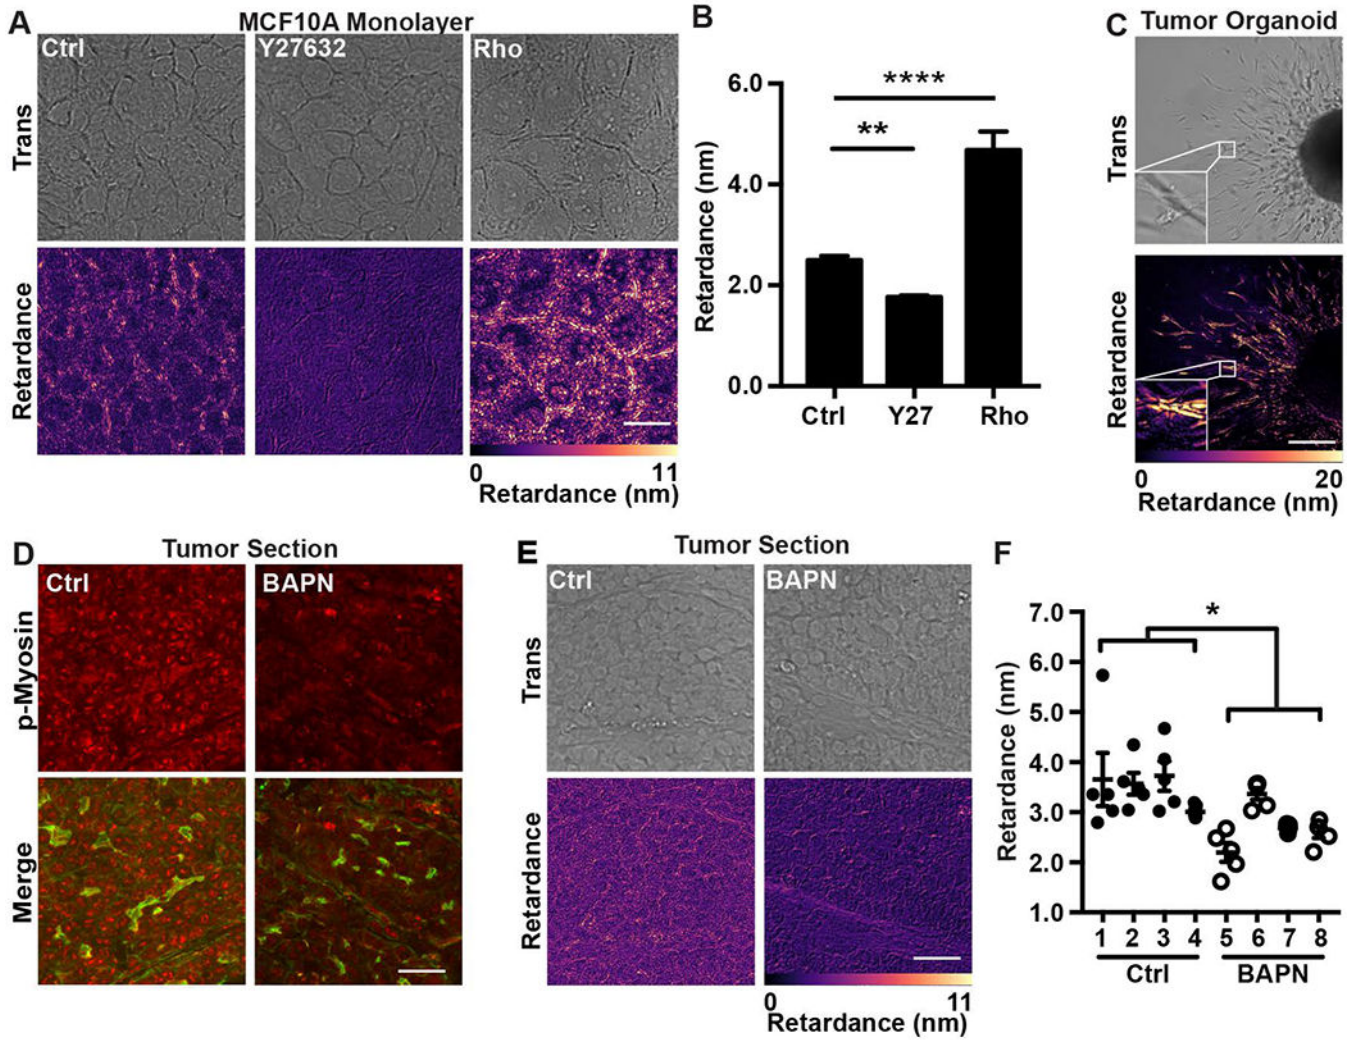 A
MCF10A Monolayer
Ctrl
Y27632
Rho
Trans
Retardance
0
11
Retardance (nm)
B
Retardance (nm)
6.0
4.0
2.0
0.0
****
**
Ctrl
Y27
Rho
C
Tumor Organoid
Trans
Retardance
0
20
Retardance (nm)
D
Tumor Section
Ctrl
BAPN
p-Myosin
Merge
E
Tumor Section
Ctrl
BAPN
Trans
Retardance
0
11
Retardance (nm)
F
Retardance (nm)
7.0
6.0
5.0
4.0
3.0
2.0
1.0
*
1 2 3 4 5 6 7 8
Ctrl
BAPN